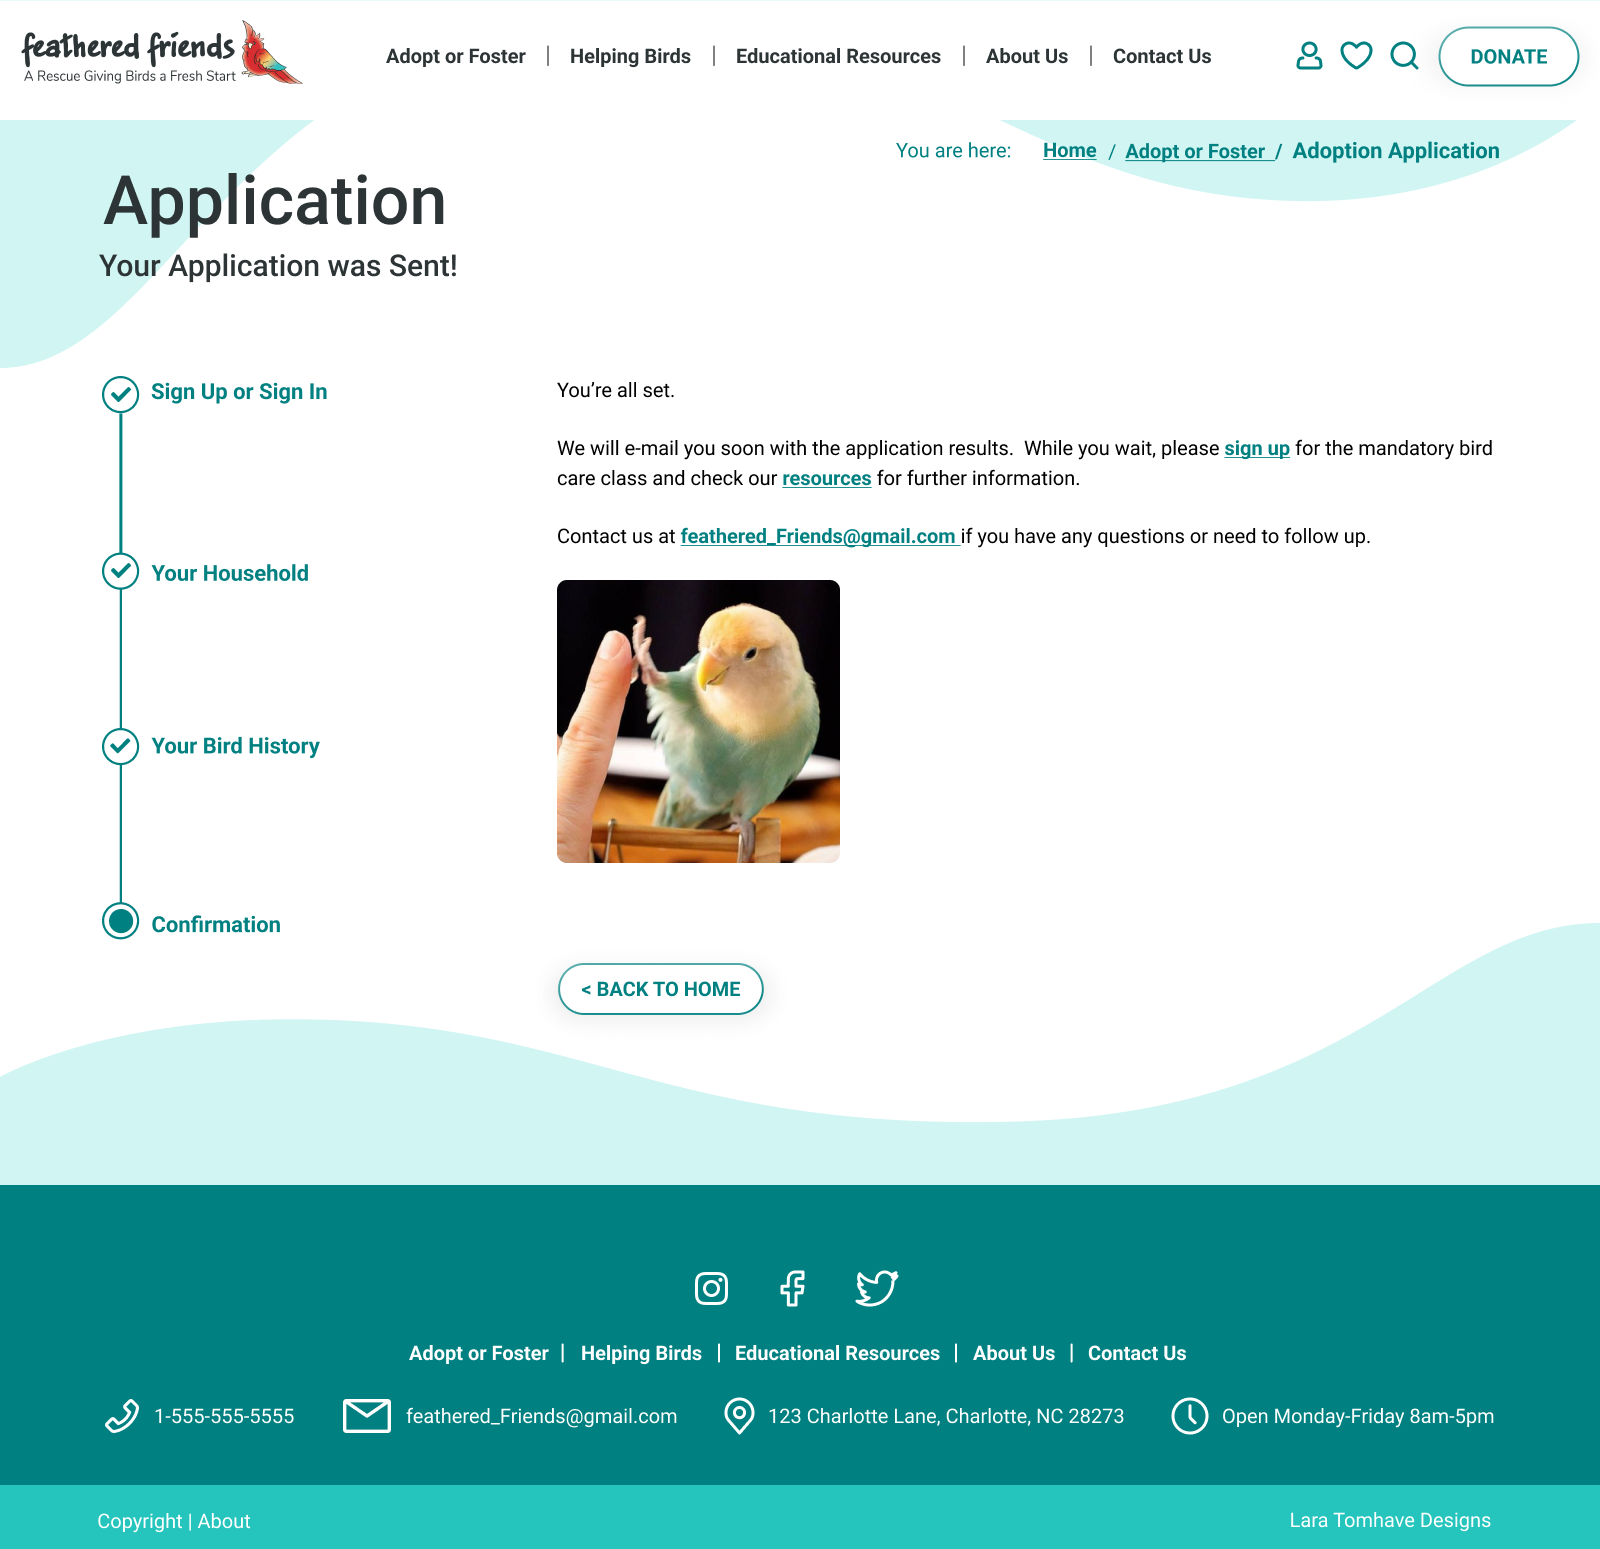 feathered friends
A Rescue Giving Birds a Fresh Start
Adopt or Foster | Helping Birds | Educational Resources | About Us | Contact Us
DONATE
You are here: Home / Adopt or Foster / Adoption Application
Application
Your Application was Sent!
Sign Up or Sign In
Your Household
Your Bird History
Confirmation
You’re all set.
We will e-mail you soon with the application results.  While you wait, please sign up for the mandatory bird
care class and check our resources for further information.
Contact us at feathered_Friends@gmail.com if you have any questions or need to follow up.
< BACK TO HOME
Adopt or Foster | Helping Birds | Educational Resources | About Us | Contact Us
1-555-555-5555
feathered_Friends@gmail.com
123 Charlotte Lane, Charlotte, NC 28273
Open Monday-Friday 8am-5pm
Copyright | About
Lara Tomhave Designs